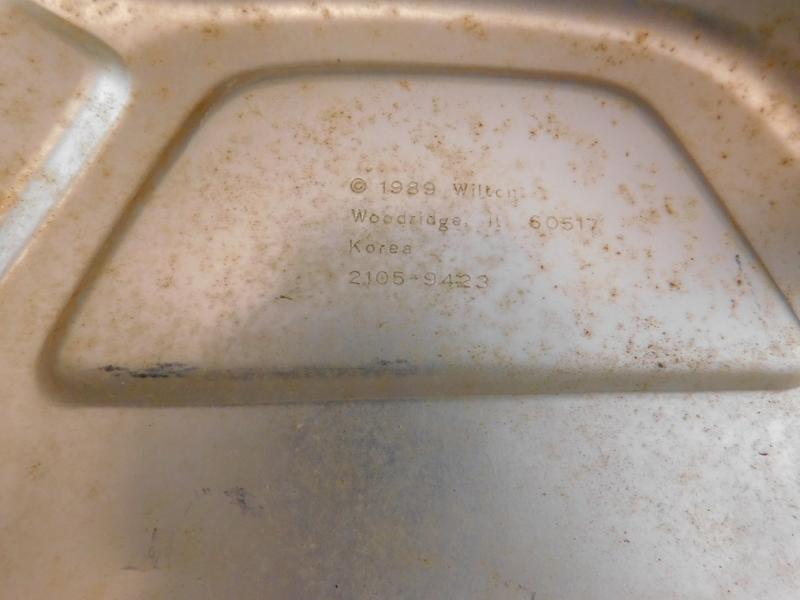 © 1989 Wilton
Woodridge, IL 60517
Korea
2105-9423